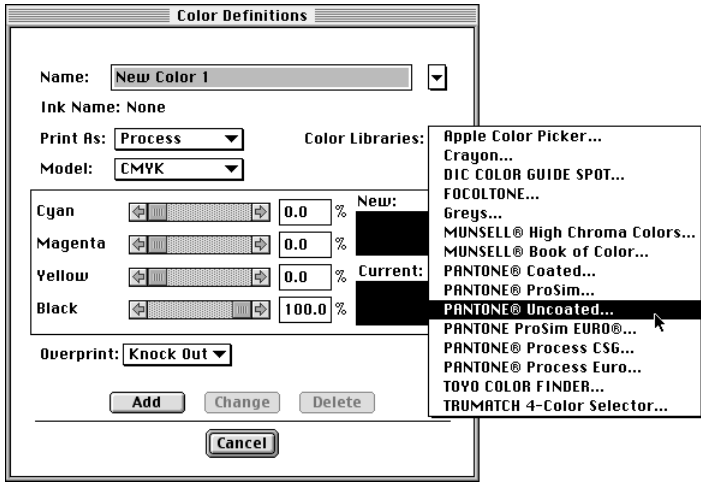 Color Definitions
Name: New Color 1
Ink Name: None
Print As: Process
Color Libraries:
Model: CMYK
Cyan 0.0 %
Magenta 0.0 %
Yellow 0.0 %
Black 100.0 %
New:
Current:
Overprint: Knock Out
Add Change Delete
Cancel
Apple Color Picker...
Crayon...
DIC COLOR GUIDE SPOT...
FOCOLTONE...
Greys...
MUNSELL® High Chroma Colors...
MUNSELL® Book of Color...
PANTONE® Coated...
PANTONE® ProSim...
PANTONE® Uncoated...
PANTONE ProSim EURO®...
PANTONE® Process CSG...
PANTONE® Process Euro...
TOYO COLOR FINDER...
TRUMATCH 4-Color Selector...